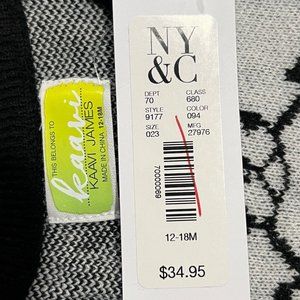 THIS BELONGS TO
kaavi
KAAVI JAMES
MADE IN CHINA 12-18M
NY
&C
DEPT CLASS
70 680
STYLE COLOR
9177 094
SIZE MFG
023 27976
700000069
12-18M
$34.95